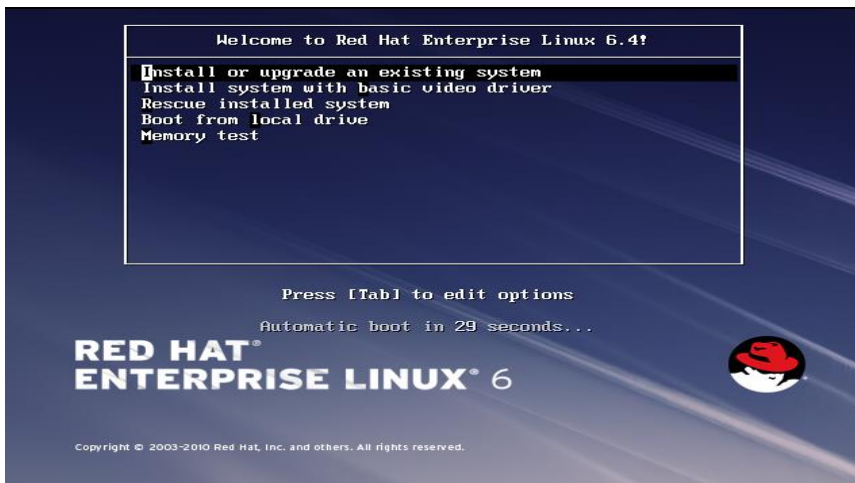 Welcome to Red Hat Enterprise Linux 6.4!
Install or upgrade an existing system
Install system with basic video driver
Rescue installed system
Boot from local drive
Memory test
Press [Tab] to edit options
Automatic boot in 29 seconds...
RED HAT®
ENTERPRISE LINUX® 6
Copyright © 2003-2010 Red Hat, Inc. and others. All rights reserved.